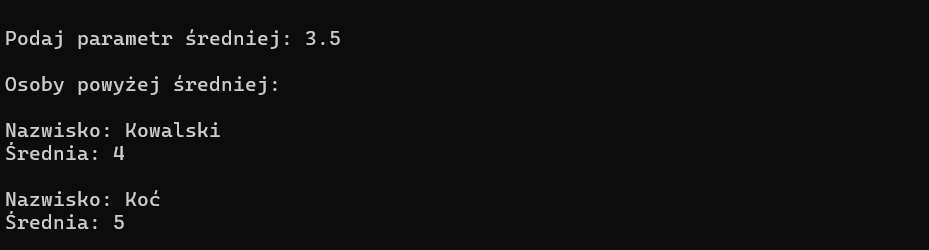 Podaj parametr średniej: 3.5
Osoby powyżej średniej:
Nazwisko: Kowalski
Średnia: 4
Nazwisko: Koć
Średnia: 5